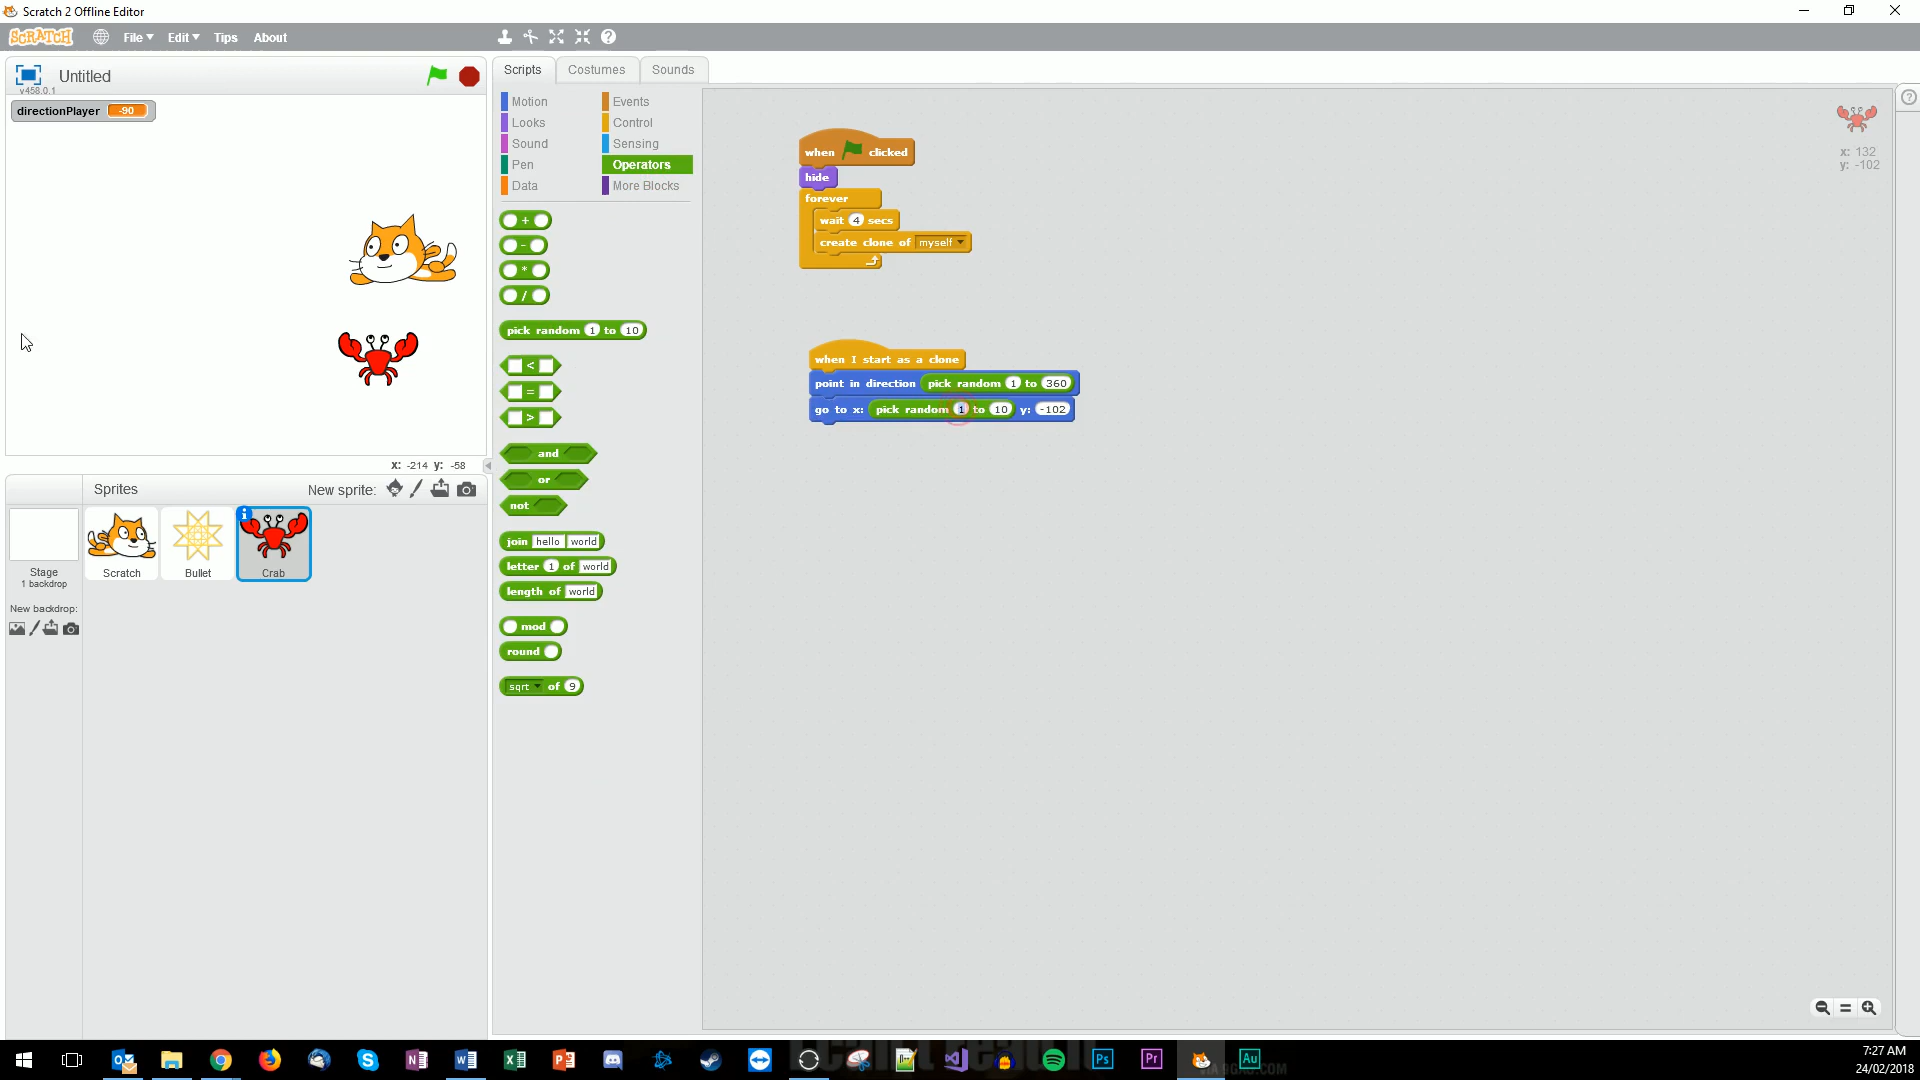 Scratch 2 Offline Editor
SCRATCH File Edit Tips About
Untitled
v458.0.1
Scripts Costumes Sounds
directionPlayer -90
Motion Events
Looks Control
Sound Sensing
Pen Operators
Data More Blocks
+
-
*
/
pick random 1 to 10
<
=
>
and
or
not
join hello world
letter 1 of world
length of world
mod
round
sqrt of 9
when clicked
hide
forever
wait 4 secs
create clone of myself
when I start as a clone
point in direction pick random 1 to 360
go to x: pick random 1 to 10 y: -102
x: 132
y: -102
x: -214 y: -58
Sprites New sprite:
Scratch Bullet Crab
Stage
1 backdrop
New backdrop:
7:27 AM
24/02/2018